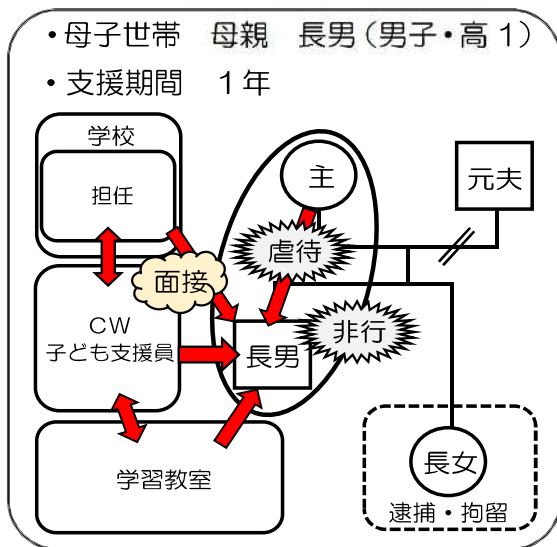 ・母子世帯　母親　長男（男子・高１）
・支援期間　１年
学校
担任
主
元夫
虐待
面接
ＣＷ
子ども支援員
長男
非行
学習教室
長女
逮捕・拘留